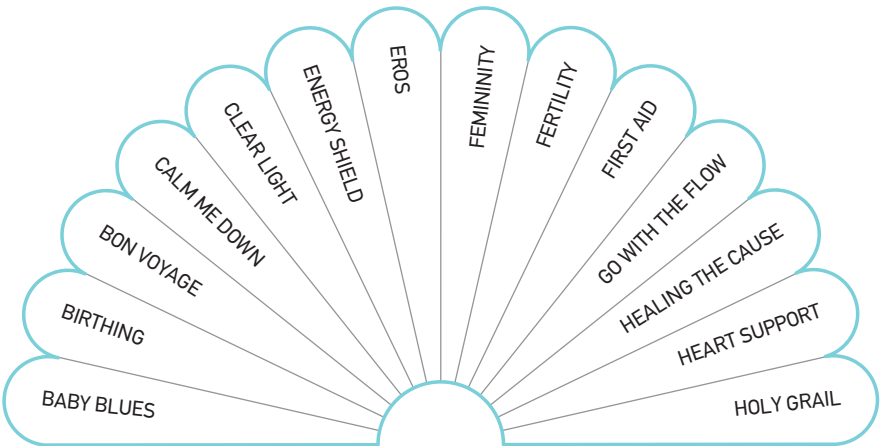 BABY BLUES
BIRTHING
BON VOYAGE
CALM ME DOWN
CLEAR LIGHT
ENERGY SHIELD
EROS
FEMININITY
FERTILITY
FIRST AID
GO WITH THE FLOW
HEALING THE CAUSE
HEART SUPPORT
HOLY GRAIL